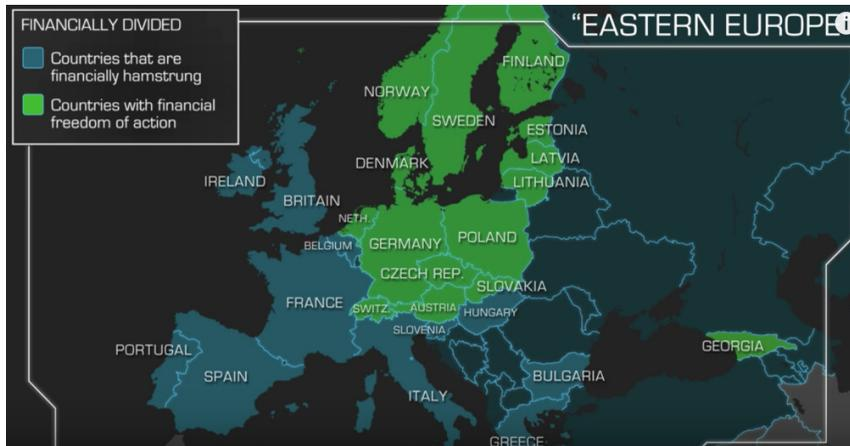 FINANCIALLY DIVIDED
Countries that are
financially hamstrung
Countries with financial
freedom of action
"EASTERN EUROPE
i
FINLAND
NORWAY
SWEDEN
ESTONIA
LATVIA
DENMARK
LITHUANIA
IRELAND
BRITAIN
NETH.
BELGIUM
GERMANY
POLAND
CZECH REP.
SLOVAKIA
FRANCE
SWITZ.
AUSTRIA
HUNGARY
SLOVENIA
GEORGIA
PORTUGAL
SPAIN
BULGARIA
ITALY
GREECE